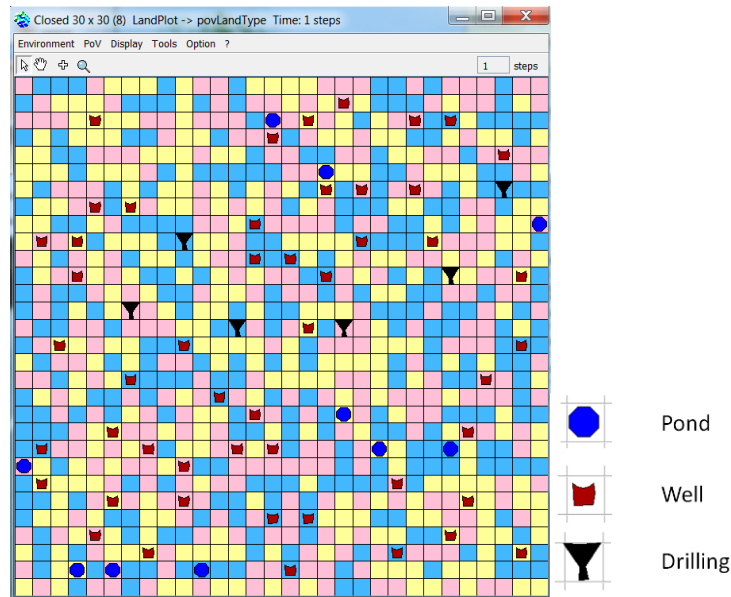 Closed 30 x 30 (8) LandPlot -> povLandType Time: 1 steps
Environment PoV Display Tools Option ?
1 steps
Pond
Well
Drilling